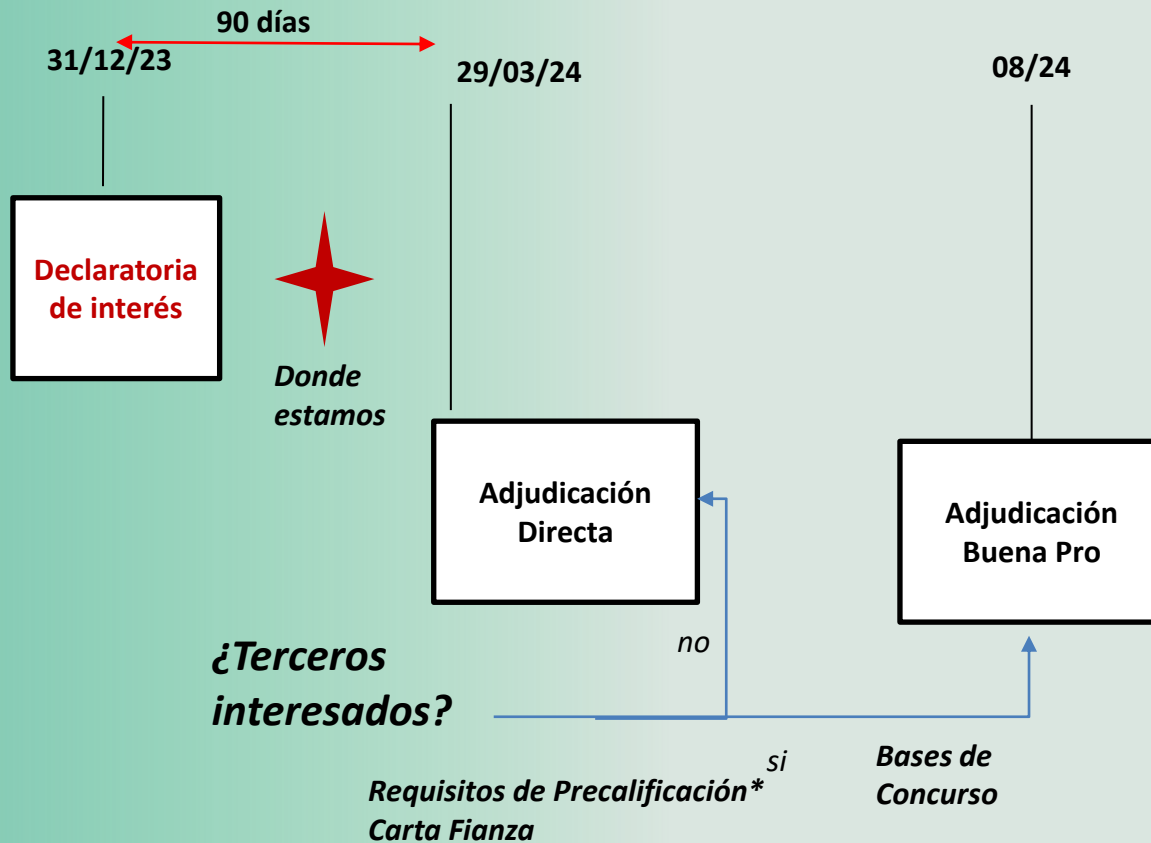 90 días
31/12/23
29/03/24
08/24
Declaratoria
de interés
Donde
estamos
Adjudicación
Directa
Adjudicación
Buena Pro
¿Terceros
interesados?
no
si
Requisitos de Precalificación*
Carta Fianza
Bases de
Concurso